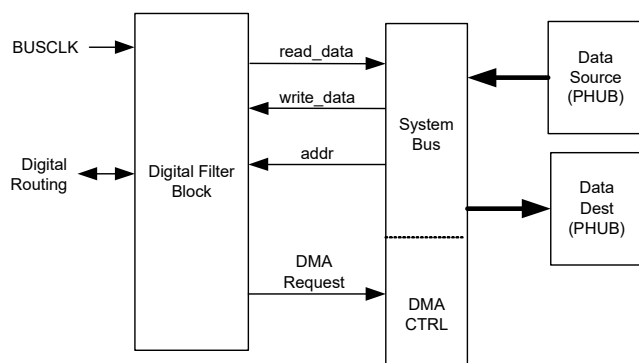 BUSCLK
Digital
Routing
Digital Filter
Block
read_data
write_data
addr
DMA
Request
System
Bus
DMA
CTRL
Data
Source
(PHUB)
Data
Dest
(PHUB)